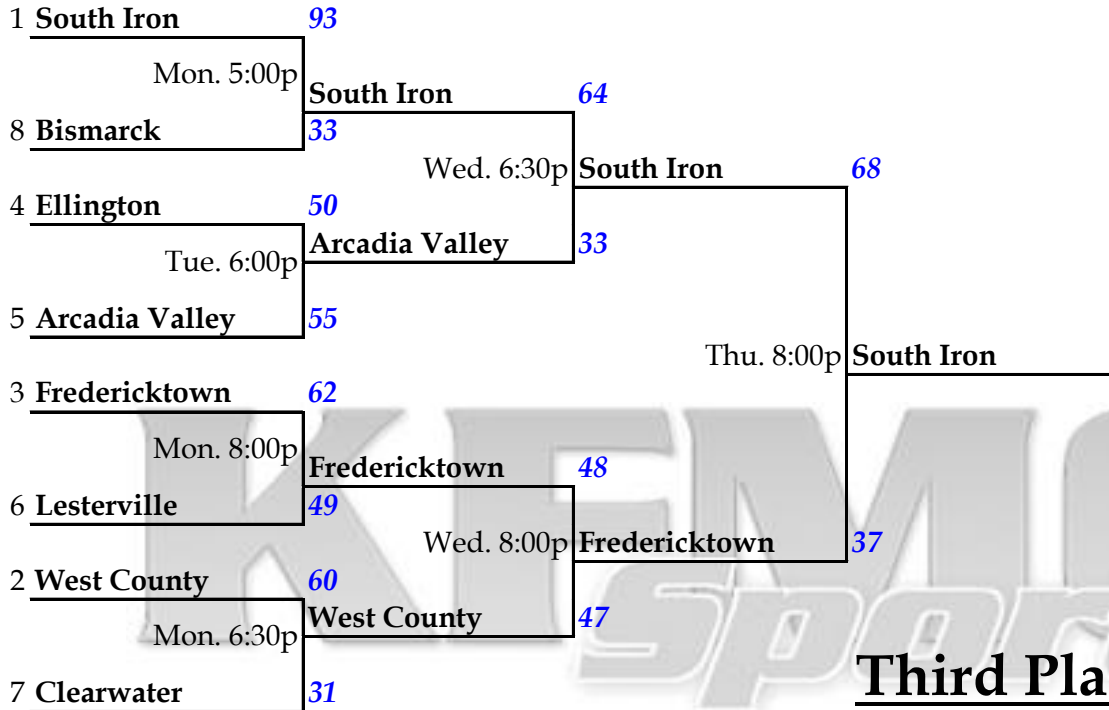 1 South Iron 93
Mon. 5:00p
South Iron 64
8 Bismarck 33
Wed. 6:30p South Iron 68
4 Ellington 50
Arcadia Valley 33
Tue. 6:00p
5 Arcadia Valley 55
Thu. 8:00p South Iron
3 Fredericktown 62
Mon. 8:00p
Fredericktown 48
6 Lesterville 49
Wed. 8:00p Fredericktown 37
2 West County 60
West County 47
Mon. 6:30p
7 Clearwater 31
Third Pla
KFM
Spor